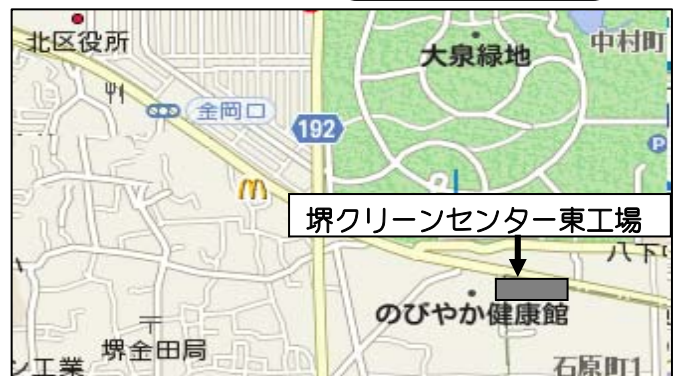 北区役所
大泉緑地
中村町
金岡口
192
P
堺クリーンセンター東工場
八下
のびやか健康館
堺金田局
ン工業
石原町1